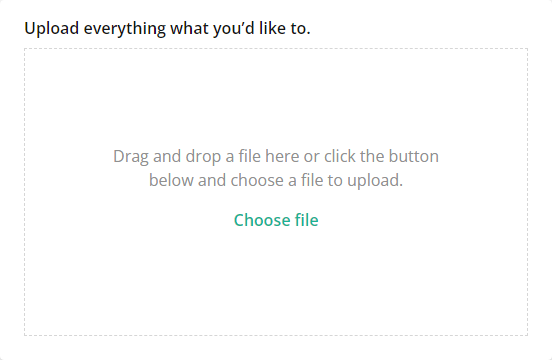 Upload everything what you’d like to.
Drag and drop a file here or click the button
below and choose a file to upload.
Choose file